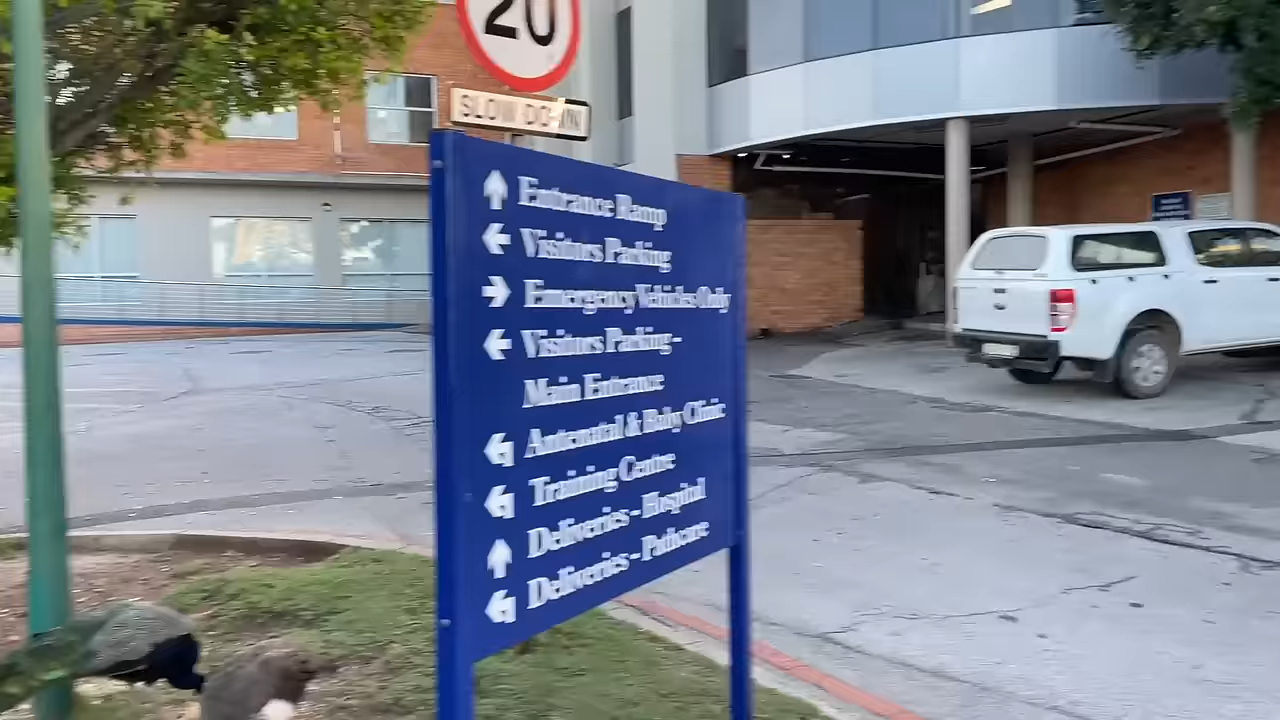 20
SLOW DOWN
Entrance Ramp
Visitors Parking
Emergency Vehicles Only
Visitors Parking -
Main Entrance
Antenatal & Baby Clinic
Training Centre
Deliveries - Hospital
Deliveries - Pathcare